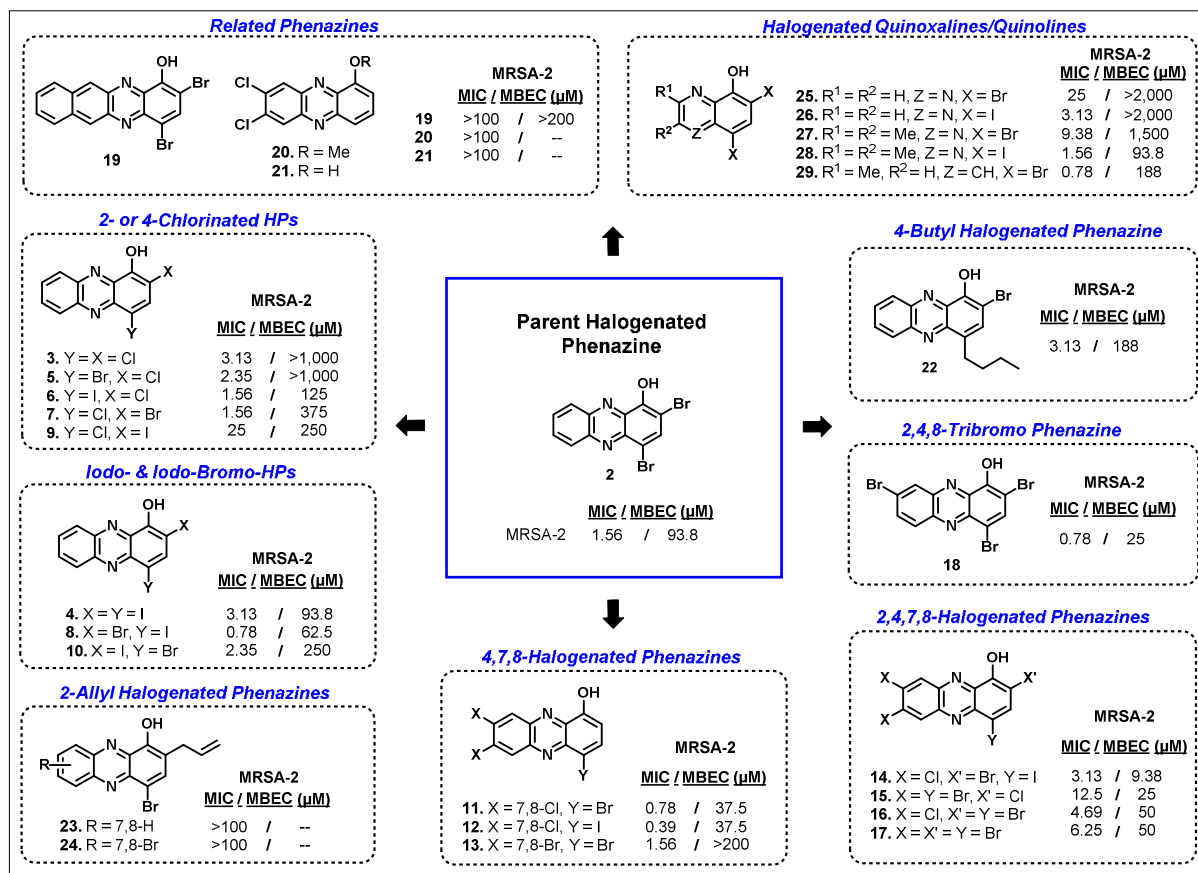 Related Phenazines
OH
Br
N
N
Br
19
OR
Cl
N
Cl
N
20. R = Me
21. R = H
MRSA-2
MIC / MBEC (µM)
19 >100 / >200
20 >100 / --
21 >100 / --
Halogenated Quinoxalines/Quinolines
OH
R¹
N
X
R²
Z
X
MRSA-2
MIC / MBEC (µM)
25. R¹ = R² = H, Z = N, X = Br 25 / >2,000
26. R¹ = R² = H, Z = N, X = I 3.13 / >2,000
27. R¹ = R² = Me, Z = N, X = Br 9.38 / 1,500
28. R¹ = R² = Me, Z = N, X = I 1.56 / 93.8
29. R¹ = Me, R² = H, Z = CH, X = Br 0.78 / 188
2- or 4-Chlorinated HPs
OH
N
X
N
Y
MRSA-2
MIC / MBEC (µM)
3. Y = X = Cl 3.13 / >1,000
5. Y = Br, X = Cl 2.35 / >1,000
6. Y = I, X = Cl 1.56 / 125
7. Y = Cl, X = Br 1.56 / 375
9. Y = Cl, X = I 25 / 250
Parent Halogenated
Phenazine
OH
N
Br
N
Br
2
MIC / MBEC (µM)
MRSA-2 1.56 / 93.8
4-Butyl Halogenated Phenazine
OH
N
Br
N
22
MRSA-2
MIC / MBEC (µM)
3.13 / 188
2,4,8-Tribromo Phenazine
OH
Br
N
Br
N
Br
18
MRSA-2
MIC / MBEC (µM)
0.78 / 25
Iodo- & Iodo-Bromo-HPs
OH
N
X
N
Y
MRSA-2
MIC / MBEC (µM)
4. X = Y = I 3.13 / 93.8
8. X = Br, Y = I 0.78 / 62.5
10. X = I, Y = Br 2.35 / 250
2-Allyl Halogenated Phenazines
OH
N
R
N
Br
MRSA-2
MIC / MBEC (µM)
23. R = 7,8-H >100 / --
24. R = 7,8-Br >100 / --
4,7,8-Halogenated Phenazines
OH
X
N
X
N
Y
MRSA-2
MIC / MBEC (µM)
11. X = 7,8-Cl, Y = Br 0.78 / 37.5
12. X = 7,8-Cl, Y = I 0.39 / 37.5
13. X = 7,8-Br, Y = Br 1.56 / >200
2,4,7,8-Halogenated Phenazines
OH
X
N
X'
X
N
Y
MRSA-2
MIC / MBEC (µM)
14. X = Cl, X' = Br, Y = I 3.13 / 9.38
15. X = Y = Br, X' = Cl 12.5 / 25
16. X = Cl, X' = Y = Br 4.69 / 50
17. X = X' = Y = Br 6.25 / 50